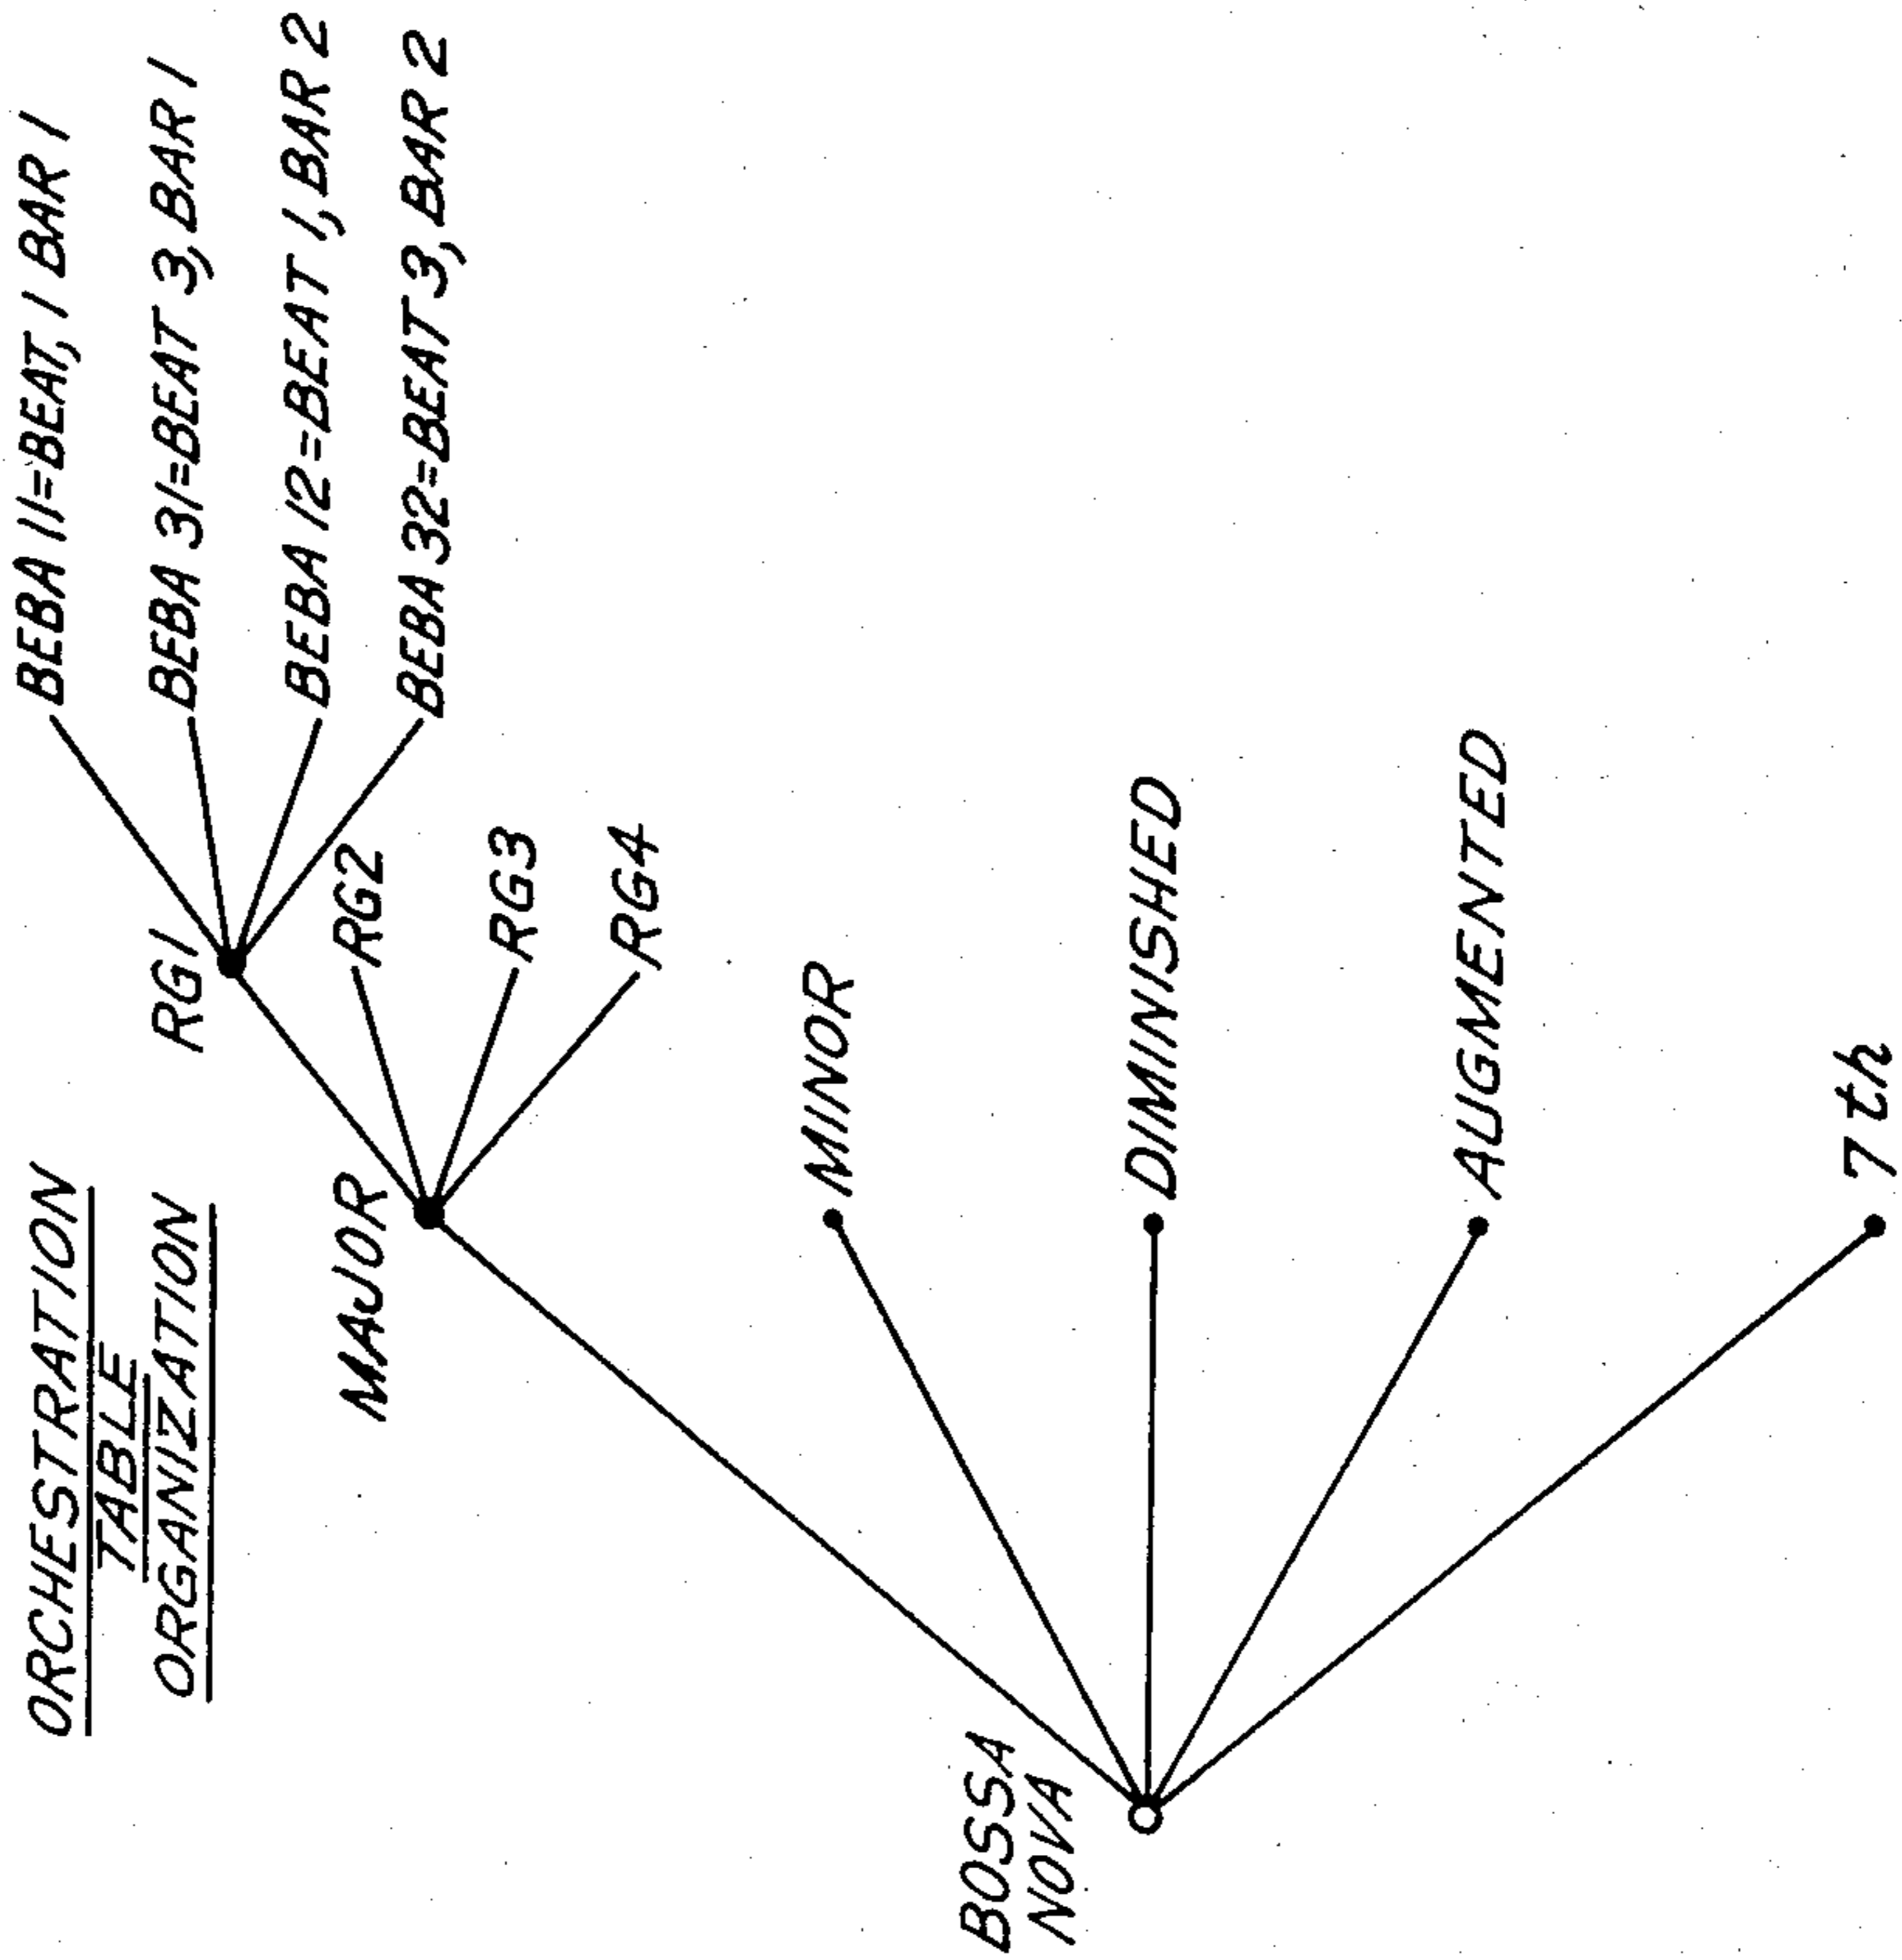 ORCHESTRATION
TABLE
ORGANIZATION
BOSSA
NOVA
MAJOR
MINOR
DIMINISHED
AUGMENTED
7th
RG1
RG2
RG3
RG4
BEBA 11=BEAT, 1 BAR 1
BEBA 31=BEAT 3, BAR 1
BEBA 12=BEAT 1, BAR 2
BEBA 32=BEAT 3, BAR 2